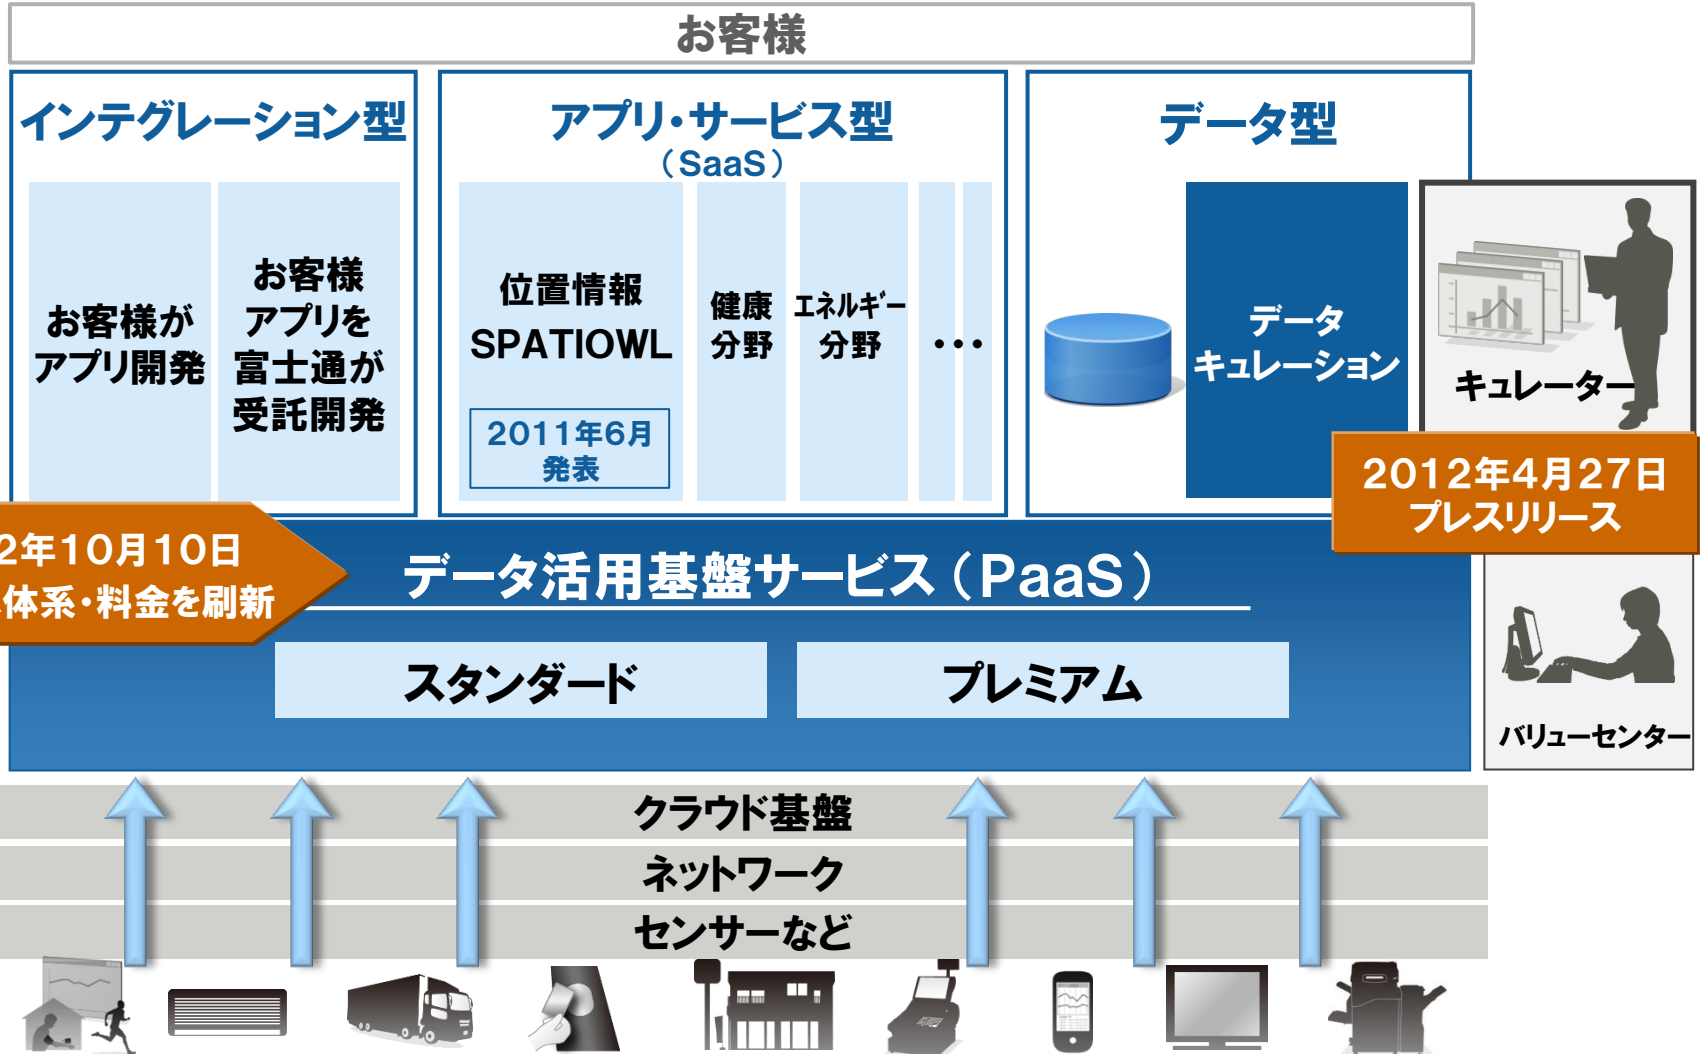 お客様
インテグレーション型
お客様が
アプリ開発
お客様
アプリを
富士通が
受託開発
アプリ・サービス型
（SaaS）
位置情報
SPATIOWL
2011年6月
発表
健康
分野
エネルギー
分野
・・・
データ型
データ
キュレーション
キュレーター
2012年4月27日
プレスリリース
2年10月10日
体系・料金を刷新
データ活用基盤サービス（PaaS）
スタンダード
プレミアム
バリューセンター
クラウド基盤
ネットワーク
センサーなど